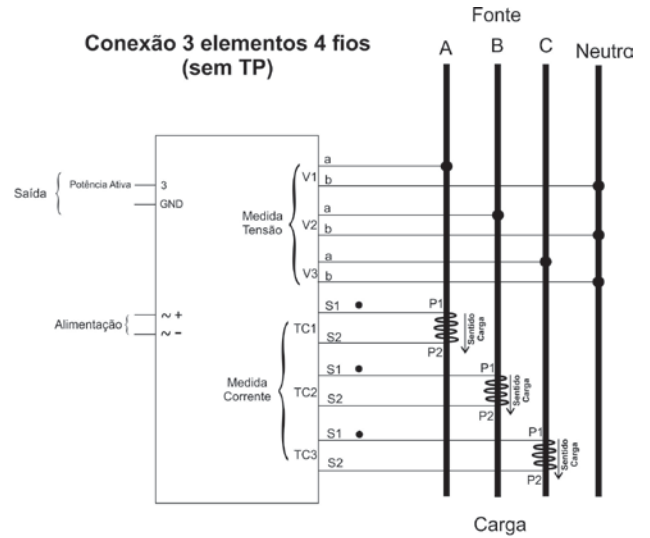 Fonte
Conexão 3 elementos 4 fios
(sem TP)
A
B
C
Neutro
a
V1
b
a
V2
b
a
V3
b
Medida
Tensão
Saída
Potência Ativa
3
GND
Alimentação
~ +
~ -
Medida
Corrente
S1
TC1
S2
P1
P2
Sentido
Carga
S1
TC2
S2
P1
P2
Sentido
Carga
S1
TC3
S2
P1
P2
Sentido
Carga
Carga